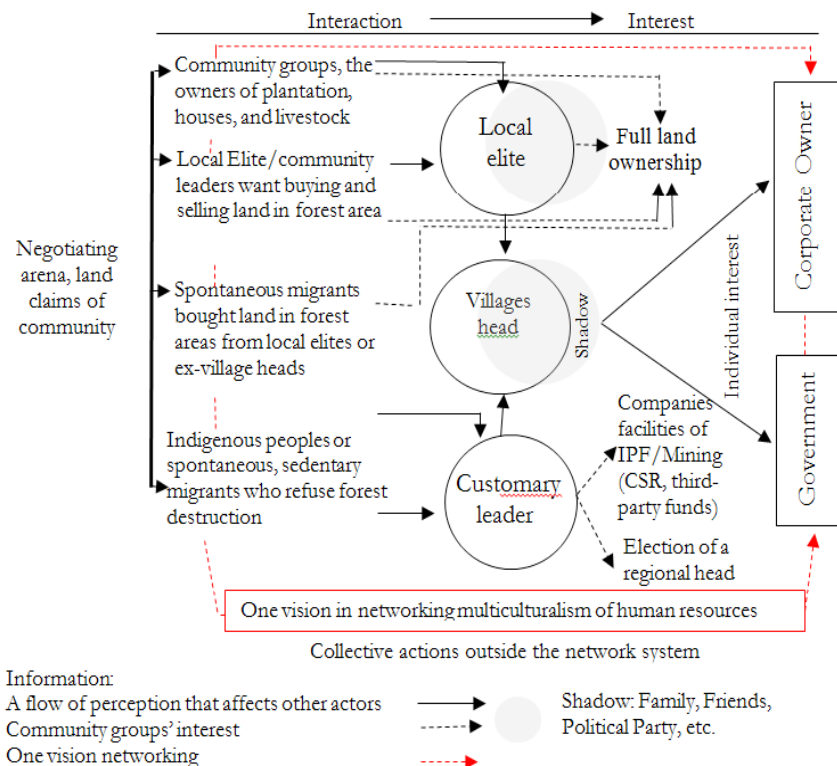 Interaction
Interest
Community groups, the
owners of plantation,
houses, and livestock
Local
elite
Full land
ownership
Corporate Owner
Local Elite/community
leaders want buying and
selling land in forest area
Negotiating
arena, land
claims of
community
Spontaneous migrants
bought land in forest
areas from local elites or
ex-village heads
Villages
head
Shadow
Individual interest
Government
Indigenous peoples or
spontaneous, sedentary
migrants who refuse forest
destruction
Customary
leader
Companies
facilities of
IPF/Mining
(CSR, third-
party funds)
Election of a
regional head
One vision in networking multiculturalism of human resources
Collective actions outside the network system
Information:
A flow of perception that affects other actors
Community groups' interest
One vision networking
Shadow: Family, Friends,
Political Party, etc.